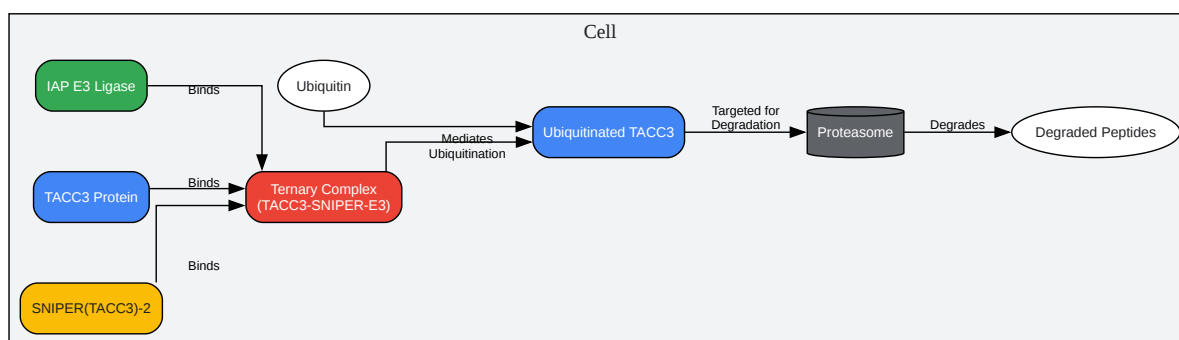 Cell
IAP E3 Ligase
Binds
Ubiquitin
TACC3 Protein
Binds
Ternary Complex
(TACC3-SNIPER-E3)
Mediates
Ubiquitination
Ubiquitinated TACC3
Targeted for
Degradation
Proteasome
Degrades
Degraded Peptides
Binds
SNIPER(TACC3)-2